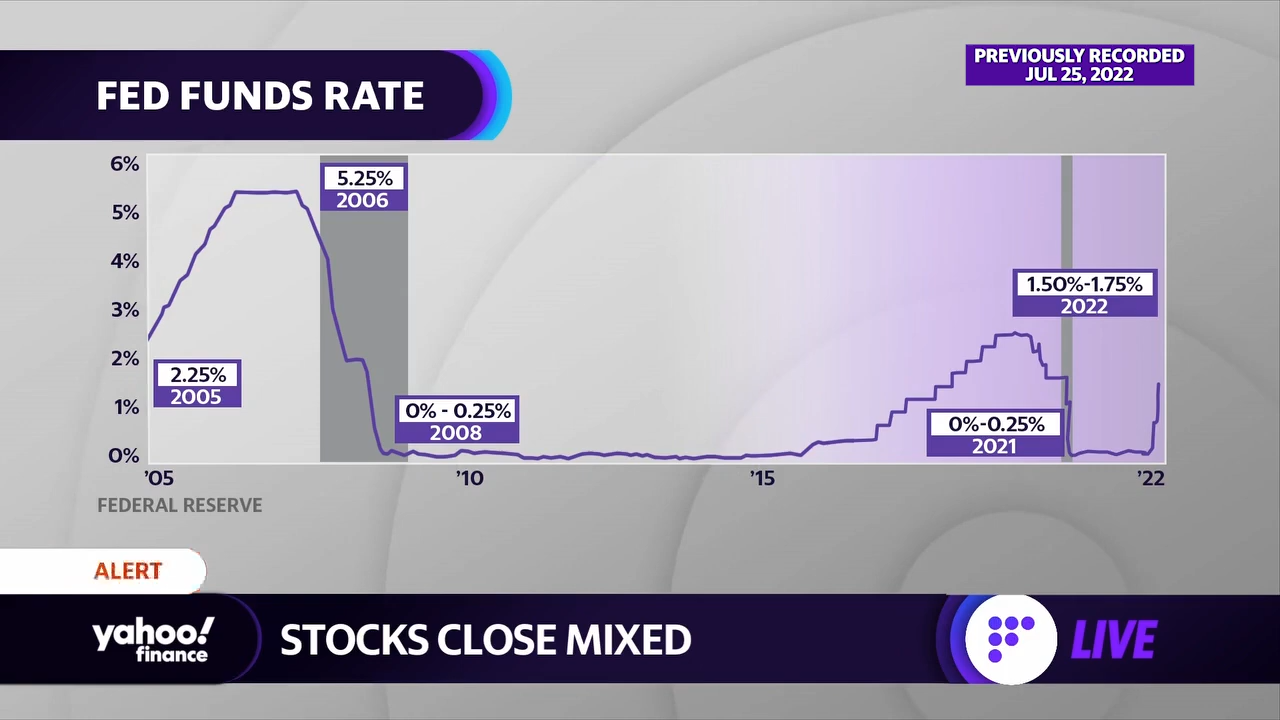 FED FUNDS RATE
PREVIOUSLY RECORDED
JUL 25, 2022
6%
5%
4%
3%
2%
1%
0%
5.25%
2006
2.25%
2005
0% - 0.25%
2008
1.50%-1.75%
2022
0%-0.25%
2021
'05
'10
'15
'22
FEDERAL RESERVE
ALERT
yahoo!
finance
STOCKS CLOSE MIXED
LIVE